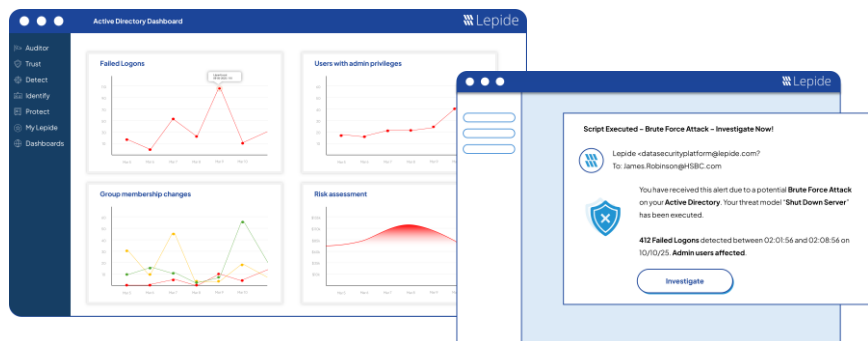 Active Directory Dashboard
Lepide
Auditor
Trust
Detect
Identify
Protect
My Lepide
Dashboards
Failed Logons
Users with admin privileges
Group membership changes
Risk assessment
Lepide
Script Executed – Brute Force Attack – Investigate Now!
Lepide <datasecurityplatform@lepide.com?
To: James.Robinson@HSBC.com
You have received this alert due to a potential Brute Force Attack
on your Active Directory. Your threat model "Shut Down Server"
has been executed.
412 Failed Logons detected between 02:01:56 and 02:08:56 on
10/10/25. Admin users affected.
Investigate